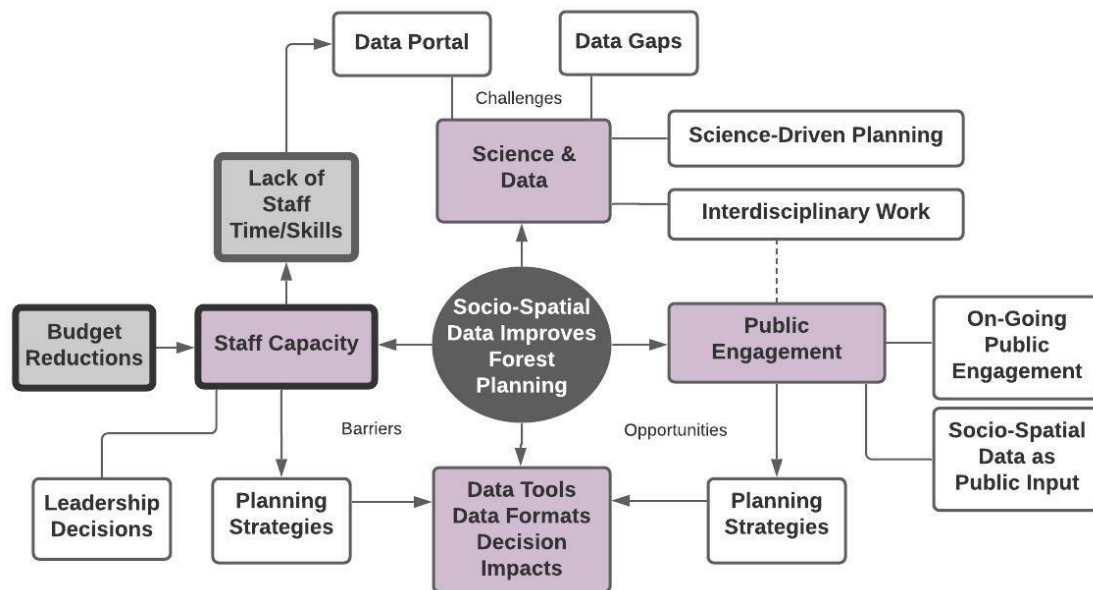 Data Portal
Data Gaps
Challenges
Science &
Data
Science-Driven Planning
Interdisciplinary Work
Lack of
Staff
Time/Skills
Budget
Reductions
Staff Capacity
Socio-Spatial
Data Improves
Forest
Planning
Public
Engagement
On-Going
Public
Engagement
Socio-Spatial
Data as
Public Input
Barriers
Opportunities
Leadership
Decisions
Planning
Strategies
Data Tools
Data Formats
Decision
Impacts
Planning
Strategies